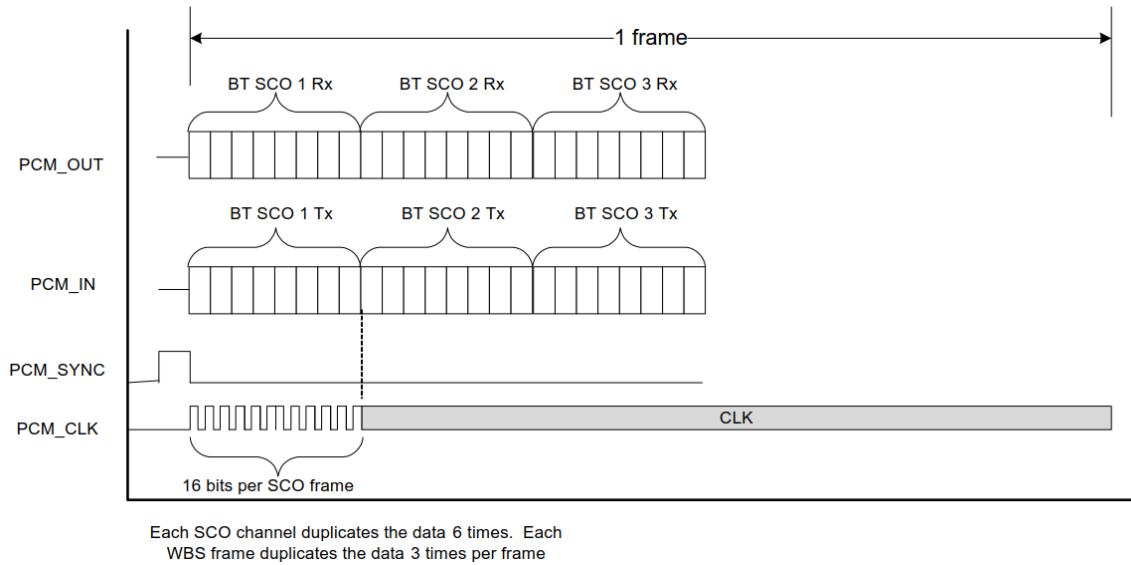 1 frame
BT SCO 1 Rx
BT SCO 2 Rx
BT SCO 3 Rx
PCM_OUT
BT SCO 1 Tx
BT SCO 2 Tx
BT SCO 3 Tx
PCM_IN
PCM_SYNC
PCM_CLK
CLK
16 bits per SCO frame
Each SCO channel duplicates the data 6 times. Each
WBS frame duplicates the data 3 times per frame